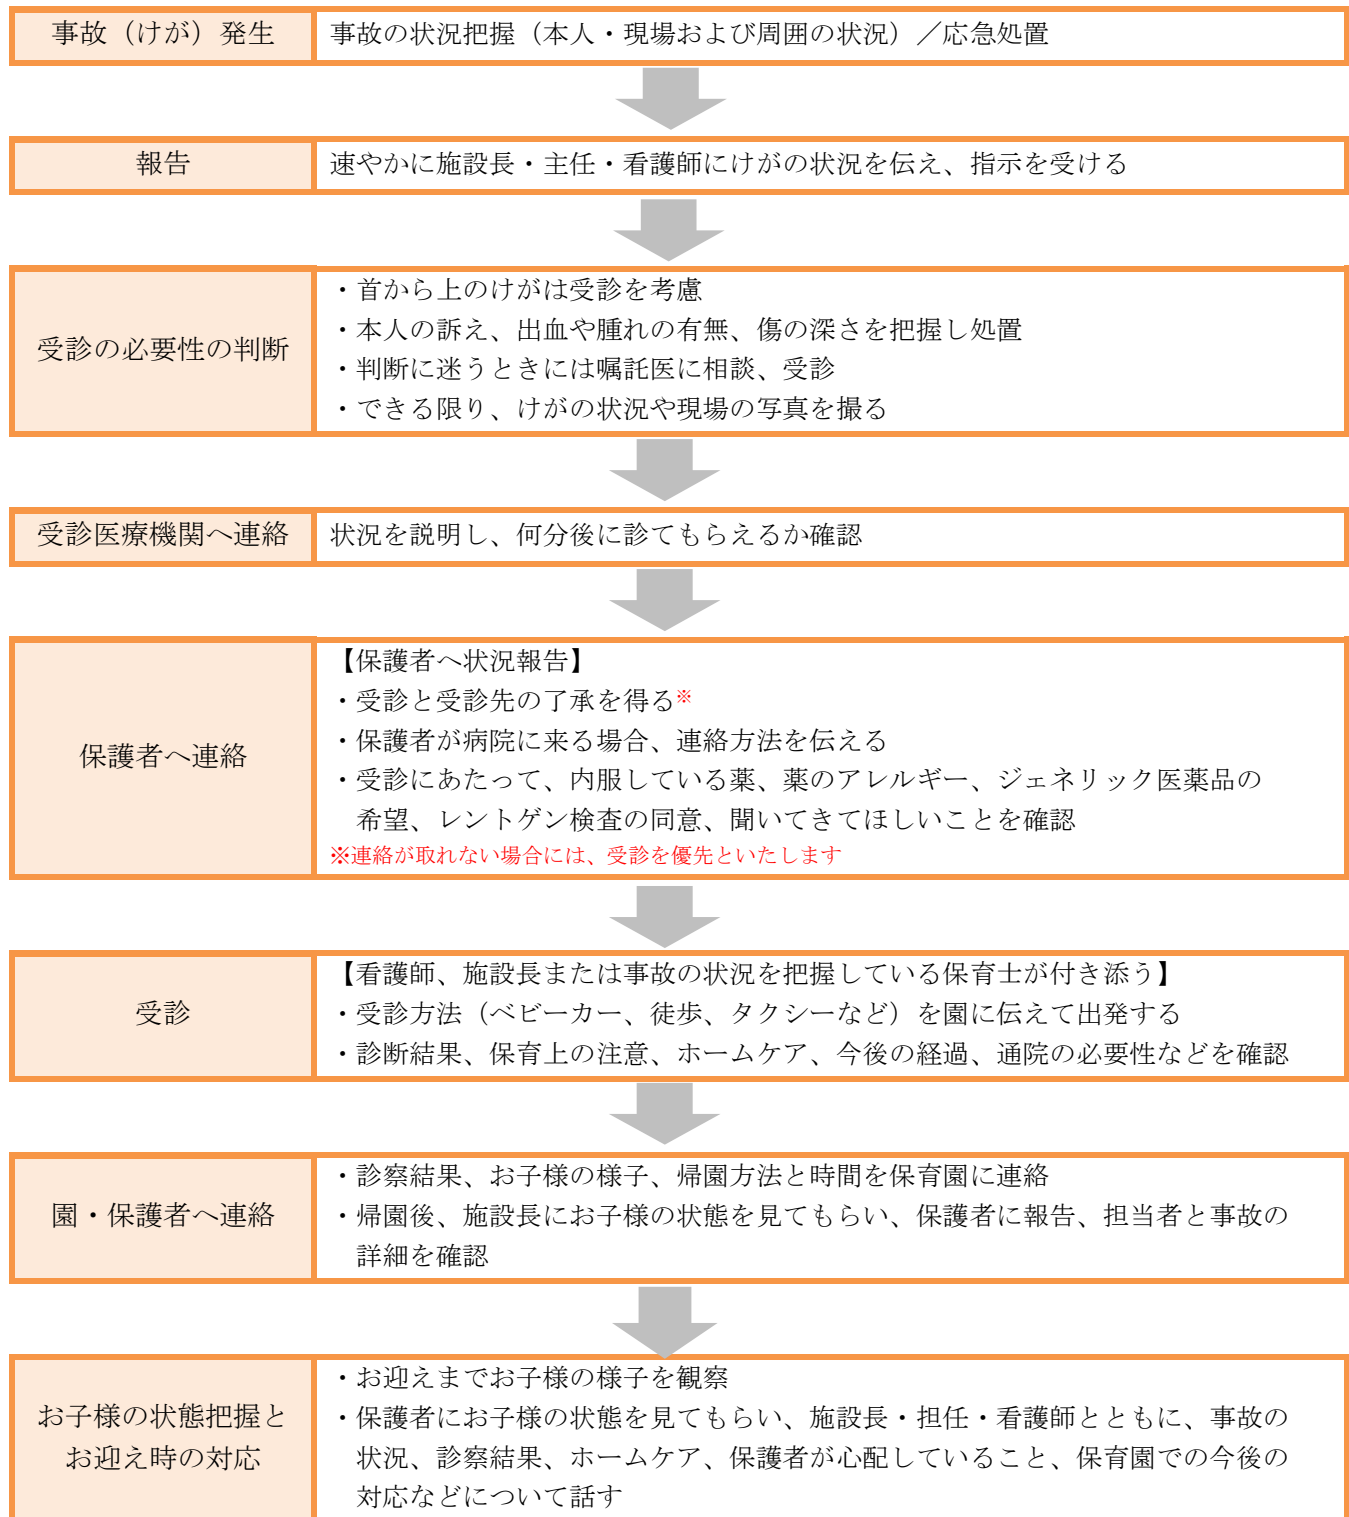 事故（けが）発生
事故の状況把握（本人・現場および周囲の状況）／応急処置
報告
速やかに施設長・主任・看護師にけがの状況を伝え、指示を受ける
受診の必要性の判断
・首から上のけがは受診を考慮
・本人の訴え、出血や腫れの有無、傷の深さを把握し処置
・判断に迷うときには嘱託医に相談、受診
・できる限り、けがの状況や現場の写真を撮る
受診医療機関へ連絡
状況を説明し、何分後に診てもらえるか確認
保護者へ連絡
【保護者へ状況報告】
・受診と受診先の了承を得る※
・保護者が病院に来る場合、連絡方法を伝える
・受診にあたって、内服している薬、薬のアレルギー、ジェネリック医薬品の
希望、レントゲン検査の同意、聞いてきてほしいことを確認
※連絡が取れない場合には、受診を優先といたします
受診
【看護師、施設長または事故の状況を把握している保育士が付き添う】
・受診方法（ベビーカー、徒歩、タクシーなど）を園に伝えて出発する
・診断結果、保育上の注意、ホームケア、今後の経過、通院の必要性などを確認
園・保護者へ連絡
・診察結果、お子様の様子、帰園方法と時間を保育園に連絡
・帰園後、施設長にお子様の状態を見てもらい、保護者に報告、担当者と事故の
詳細を確認
お子様の状態把握と
お迎え時の対応
・お迎えまでお子様の様子を観察
・保護者にお子様の状態を見てもらい、施設長・担任・看護師とともに、事故の
状況、診察結果、ホームケア、保護者が心配していること、保育園での今後の
対応などについて話す